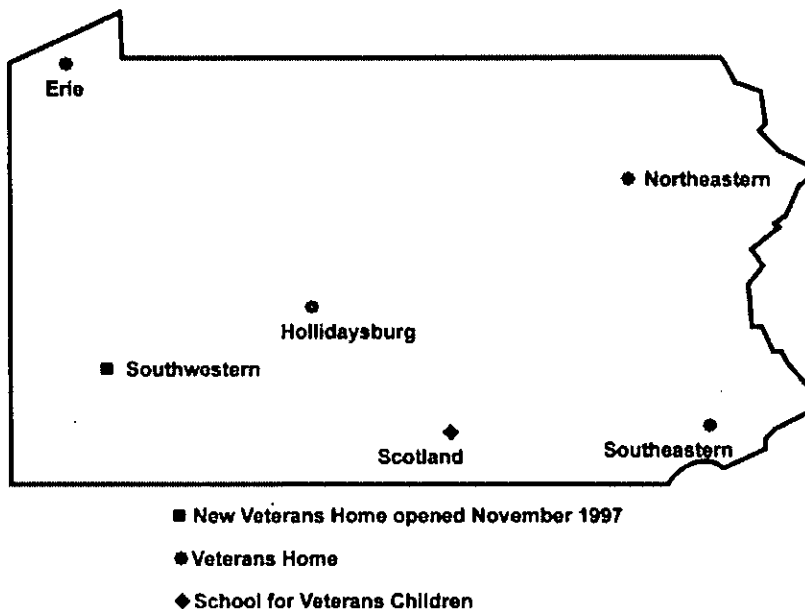 Erie
Northeastern
Hollidaysburg
Southwestern
Scotland
Southeastern
New Veterans Home opened November 1997
Veterans Home
School for Veterans Children